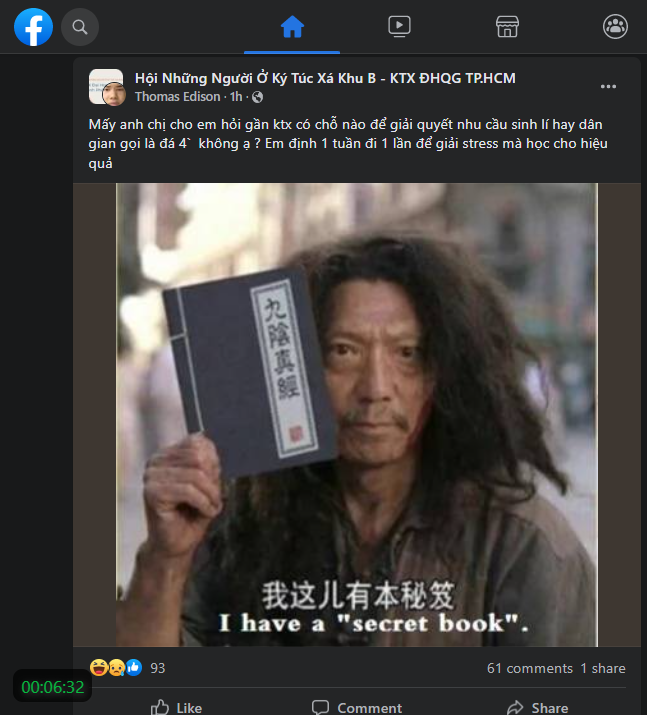 Hội Những Người Ở Ký Túc Xá Khu B - KTX ĐHQG TP.HCM
Thomas Edison · 1h ·
Mấy anh chị cho em hỏi gần ktx có chỗ nào để giải quyết nhu cầu sinh lí hay dân
gian gọi là đá 4` không ạ ? Em định 1 tuần đi 1 lần để giải stress mà học cho hiệu
quả
九陰真經
我这儿有本秘笈
I have a "secret book".
93
61 comments 1 share
00:06:32
Like Comment Share